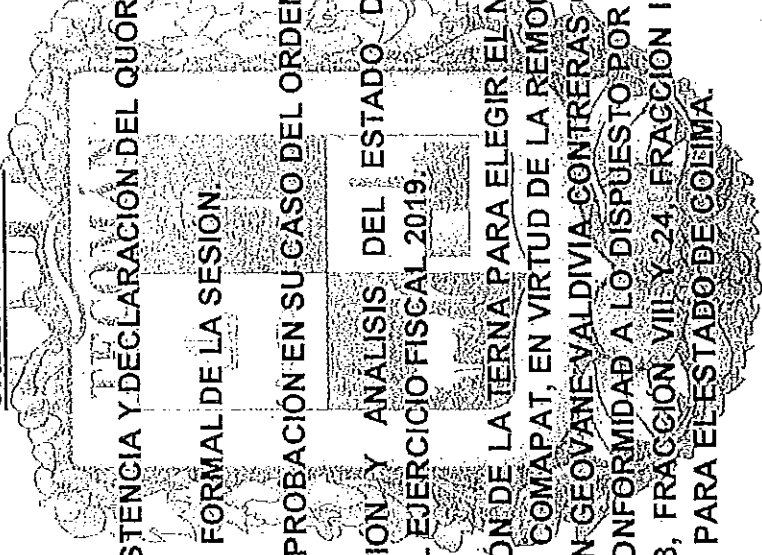 STENCIA Y DECLARACIÓN DEL QUÓR
FORMAL DE LA SESIÓN.
PROBACIÓN EN SU CASO DEL ORDE
IÓN Y ANÁLISIS DEL ESTADO D
L EJERCICIO FISCAL 2019.
ÓN DE LA TERNA PARA ELEGIR EL
COMAPAT, EN VIRTUD DE LA REMO
N GEOVANE VALDIVIA CONTRERAS
ONFORMIDAD A LO DISPUESTO POR
, FRACCIÓN VIII Y 24, FRACCIÓN I
PARA EL ESTADO DE COLIMA.